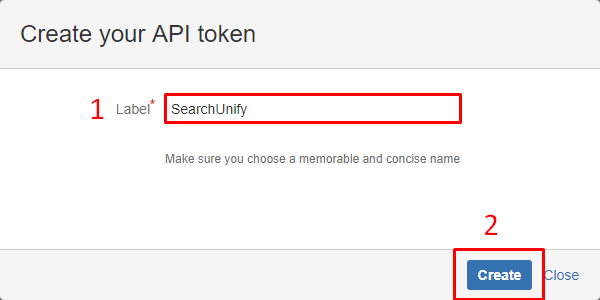 Create your API token
1 Label* SearchUnify
Make sure you choose a memorable and concise name
2
Create Close